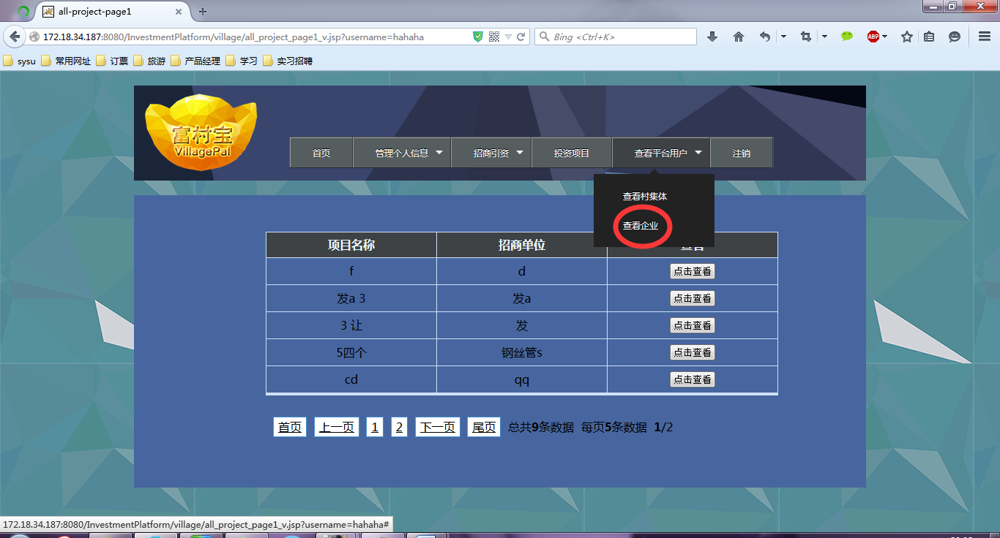 all-project-page1
172.18.34.187:8080/InvestmentPlatform/village/all_project_page1_v.jsp?username=hahaha
Bing <Ctrl+K>
ABP
sysu 常用网址 订票 旅游 产品经理 学习 实习招聘
富村宝
VillagePal
首页 管理个人信息 招商引资 投资项目 查看平台用户 注销
查看村集体
查看企业
项目名称 招商单位 查看
f d 点击查看
发a 3 发a 点击查看
3 让 发 点击查看
5四个 钢丝管s 点击查看
cd qq 点击查看
首页 上一页 1 2 下一页 尾页 总共9条数据 每页5条数据 1/2
172.18.34.187:8080/InvestmentPlatform/village/all_project_page1_v.jsp?username=hahaha#